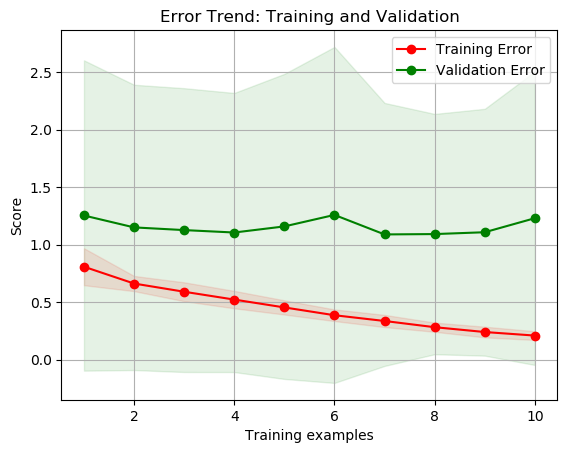 Error Trend: Training and Validation
Training Error
Validation Error
2.5
2.0
1.5
1.0
0.5
0.0
Score
2 4 6 8 10
Training examples